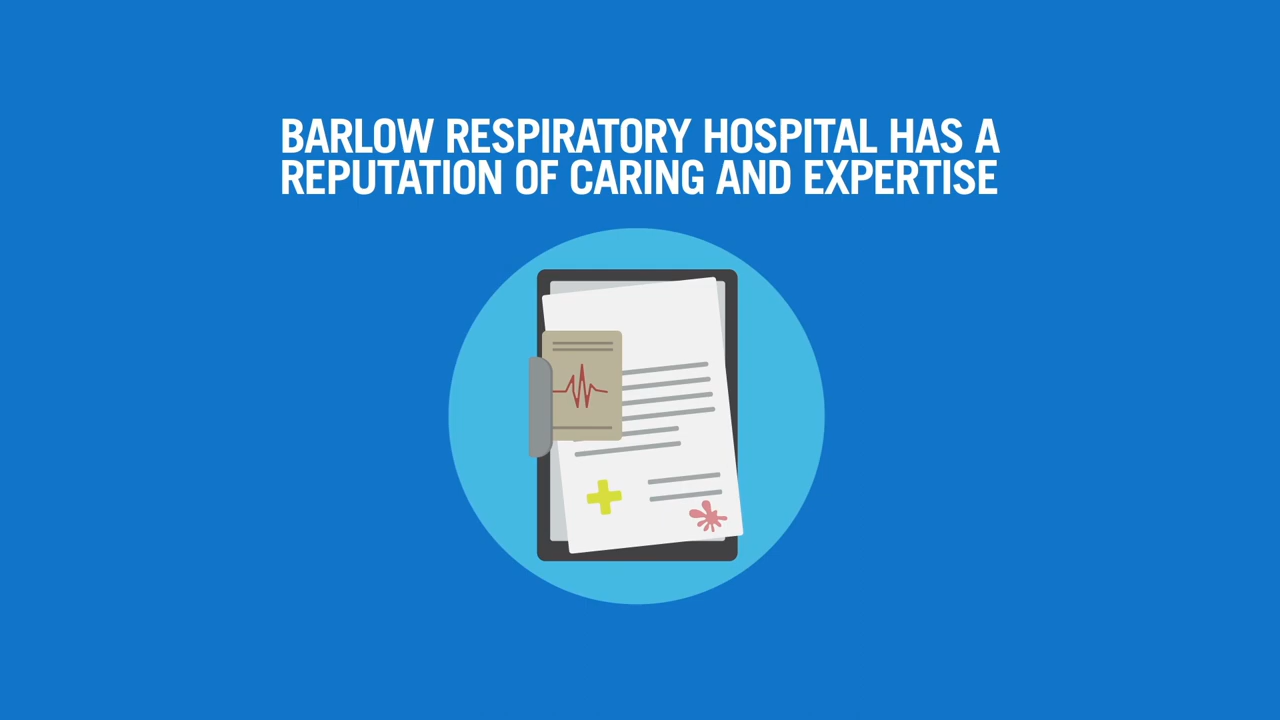 BARLOW RESPIRATORY HOSPITAL HAS A
REPUTATION OF CARING AND EXPERTISE